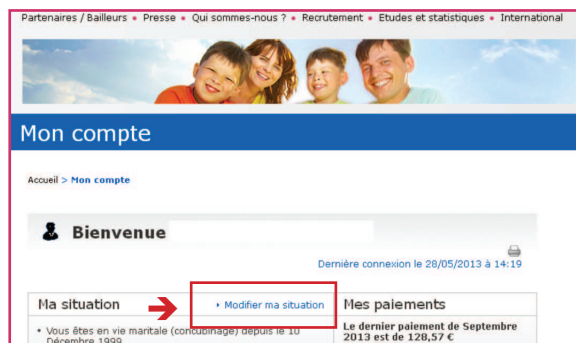 Partenaires / Bailleurs • Presse • Qui sommes-nous ? • Recrutement • Etudes et statistiques • International
Mon compte
Accueil > Mon compte
Bienvenue
Dernière connexion le 28/05/2013 à 14:19
Ma situation
Modifier ma situation
• Vous êtes en vie maritale (concubinage) depuis le 10
Décembre 1999
Mes paiements
Le dernier paiement de Septembre
2013 est de 128,57 €